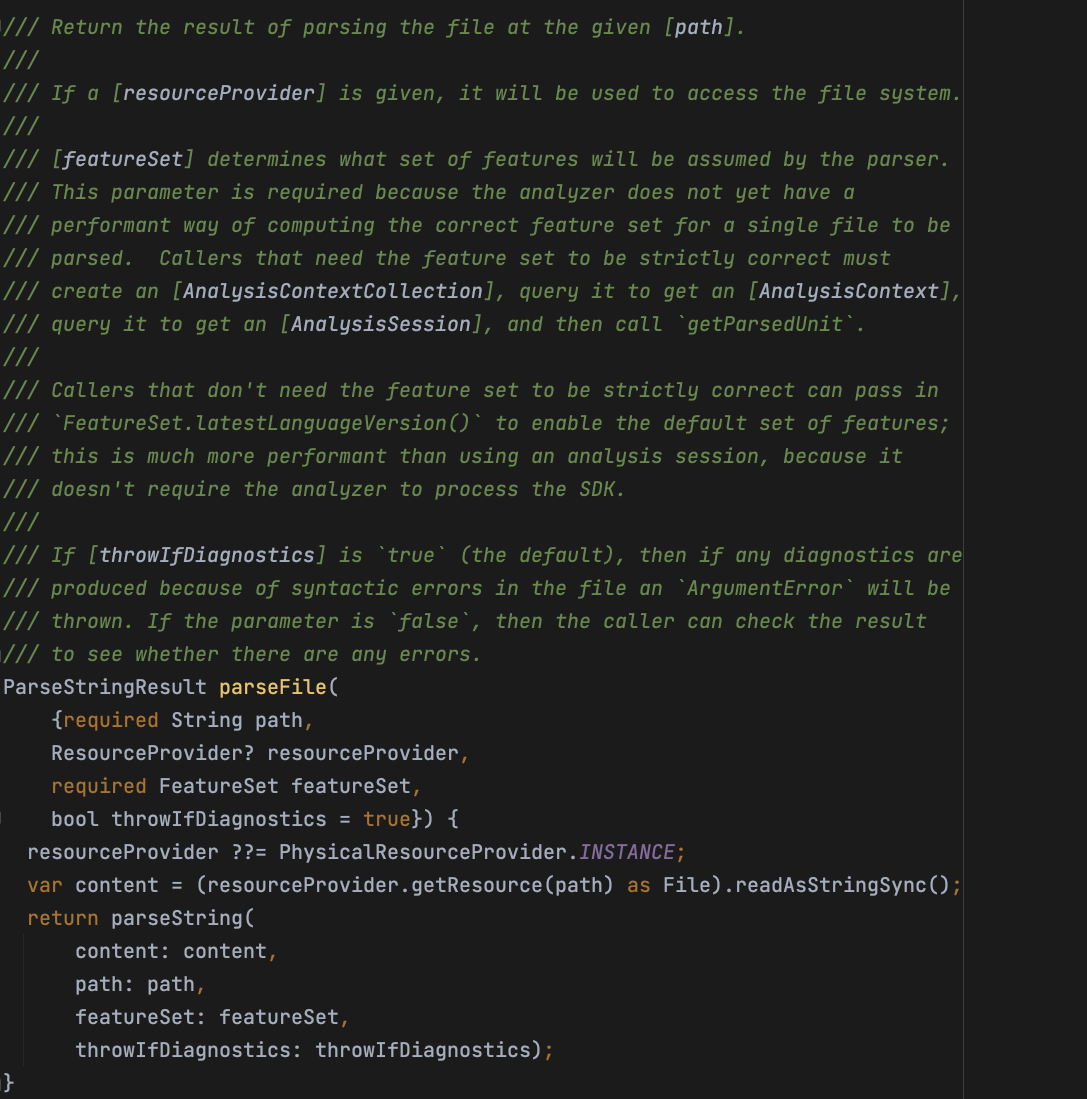 /// Return the result of parsing the file at the given [path].
///
/// If a [resourceProvider] is given, it will be used to access the file system.
///
/// [featureSet] determines what set of features will be assumed by the parser.
/// This parameter is required because the analyzer does not yet have a
/// performant way of computing the correct feature set for a single file to be
/// parsed.  Callers that need the feature set to be strictly correct must
/// create an [AnalysisContextCollection], query it to get an [AnalysisContext],
/// query it to get an [AnalysisSession], and then call `getParsedUnit`.
///
/// Callers that don't need the feature set to be strictly correct can pass in
/// `FeatureSet.latestLanguageVersion()` to enable the default set of features;
/// this is much more performant than using an analysis session, because it
/// doesn't require the analyzer to process the SDK.
///
/// If [throwIfDiagnostics] is `true` (the default), then if any diagnostics are
/// produced because of syntactic errors in the file an `ArgumentError` will be
/// thrown. If the parameter is `false`, then the caller can check the result
/// to see whether there are any errors.
ParseStringResult parseFile(
    {required String path,
    ResourceProvider? resourceProvider,
    required FeatureSet featureSet,
    bool throwIfDiagnostics = true}) {
  resourceProvider ??= PhysicalResourceProvider.INSTANCE;
  var content = (resourceProvider.getResource(path) as File).readAsStringSync();
  return parseString(
      content: content,
      path: path,
      featureSet: featureSet,
      throwIfDiagnostics: throwIfDiagnostics);
}